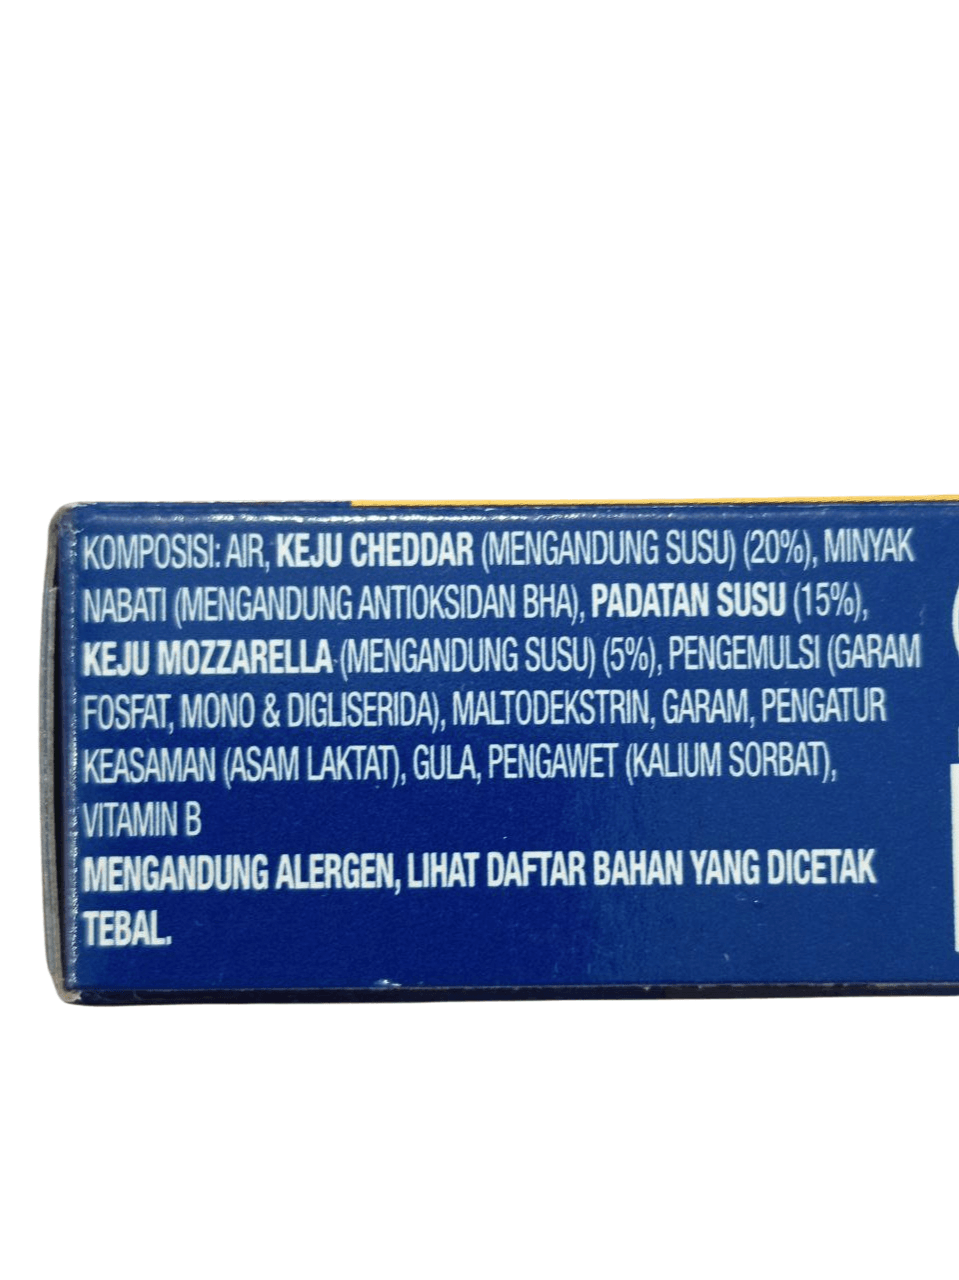 KOMPOSISI: AIR, KEJU CHEDDAR (MENGANDUNG SUSU) (20%), MINYAK
NABATI (MENGANDUNG ANTIOKSIDAN BHA), PADATAN SUSU (15%),
KEJU MOZZARELLA (MENGANDUNG SUSU) (5%), PENGEMULSI (GARAM
FOSFAT, MONO & DIGLISERIDA), MALTODEKSTRIN, GARAM, PENGATUR
KEASAMAN (ASAM LAKTAT), GULA, PENGAWET (KALIUM SORBAT),
VITAMIN B
MENGANDUNG ALERGEN, LIHAT DAFTAR BAHAN YANG DICETAK
TEBAL.